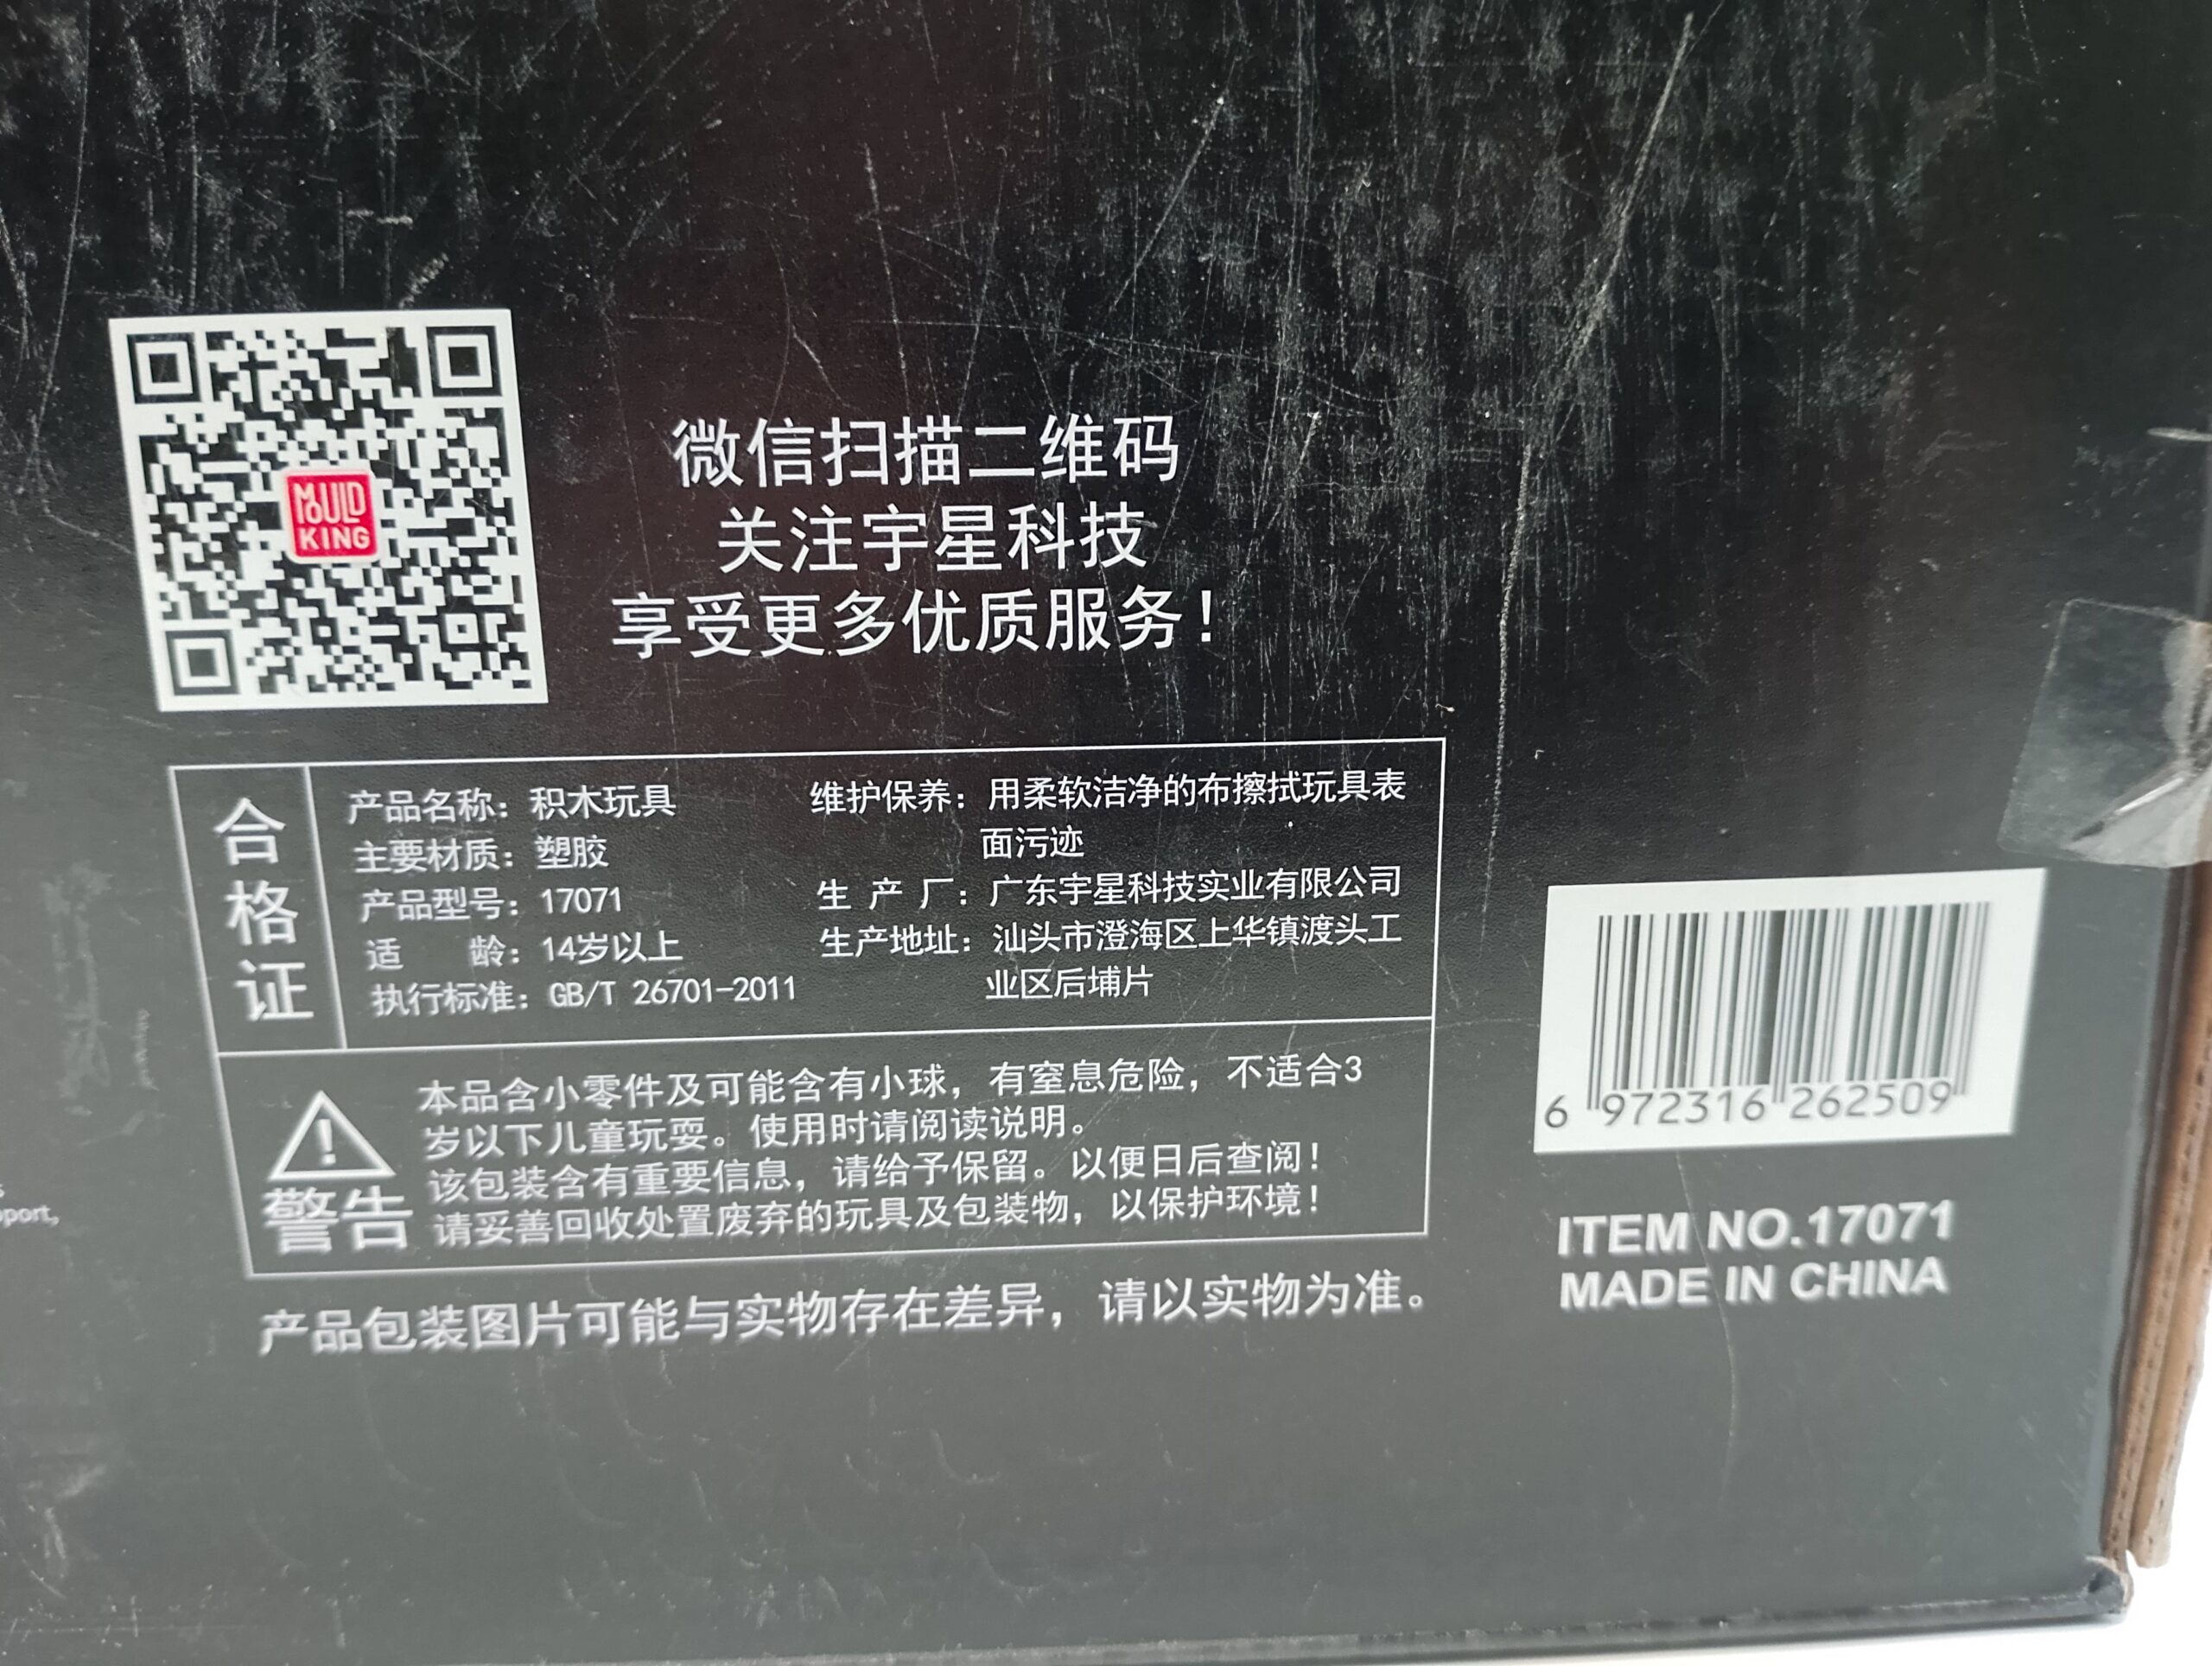 MOULD
KING
微信扫描二维码
关注宇星科技
享受更多优质服务！
合格证
产品名称：积木玩具
主要材质：塑胶
产品型号：17071
适 龄：14岁以上
执行标准：GB/T 26701-2011
维护保养：用柔软洁净的布擦拭玩具表
面污迹
生 产 厂：广东宇星科技实业有限公司
生产地址：汕头市澄海区上华镇渡头工
业区后埔片
警告
本品含小零件及可能含有小球，有窒息危险，不适合3
岁以下儿童玩耍。使用时请阅读说明。
该包装含有重要信息，请给予保留。以便日后查阅！
请妥善回收处置废弃的玩具及包装物，以保护环境！
产品包装图片可能与实物存在差异，请以实物为准。
6 972316 262509
ITEM NO.17071
MADE IN CHINA